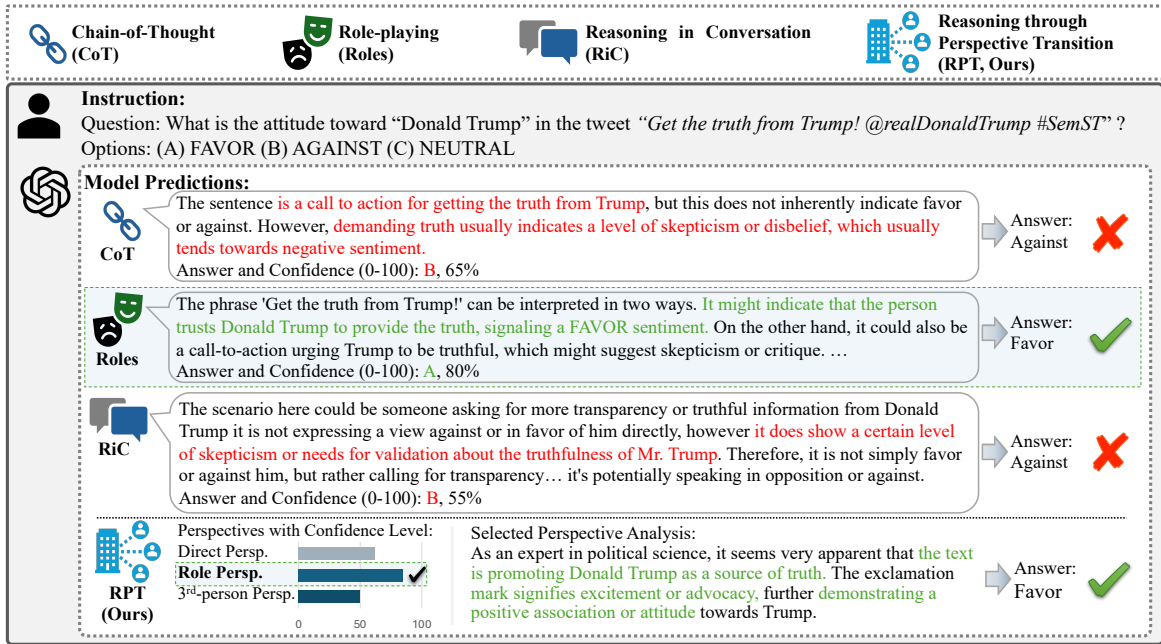 Chain-of-Thought
(CoT)
Role-playing
(Roles)
Reasoning in Conversation
(RiC)
Reasoning through
Perspective Transition
(RPT, Ours)
Instruction:
Question: What is the attitude toward “Donald Trump” in the tweet “Get the truth from Trump! @realDonaldTrump #SemST” ?
Options: (A) FAVOR (B) AGAINST (C) NEUTRAL
Model Predictions:
CoT
The sentence is a call to action for getting the truth from Trump, but this does not inherently indicate favor
or against. However, demanding truth usually indicates a level of skepticism or disbelief, which usually
tends towards negative sentiment.
Answer and Confidence (0-100): B, 65%
Answer:
Against
Roles
The phrase 'Get the truth from Trump!' can be interpreted in two ways. It might indicate that the person
trusts Donald Trump to provide the truth, signaling a FAVOR sentiment. On the other hand, it could also be
a call-to-action urging Trump to be truthful, which might suggest skepticism or critique. …
Answer and Confidence (0-100): A, 80%
Answer:
Favor
RiC
The scenario here could be someone asking for more transparency or truthful information from Donald
Trump it is not expressing a view against or in favor of him directly, however it does show a certain level
of skepticism or needs for validation about the truthfulness of Mr. Trump. Therefore, it is not simply favor
or against him, but rather calling for transparency… it's potentially speaking in opposition or against.
Answer and Confidence (0-100): B, 55%
Answer:
Against
RPT
(Ours)
Perspectives with Confidence Level:
Direct Persp.
Role Persp.
3rd-person Persp.
0 50 100
Selected Perspective Analysis:
As an expert in political science, it seems very apparent that the text
is promoting Donald Trump as a source of truth. The exclamation
mark signifies excitement or advocacy, further demonstrating a
positive association or attitude towards Trump.
Answer:
Favor